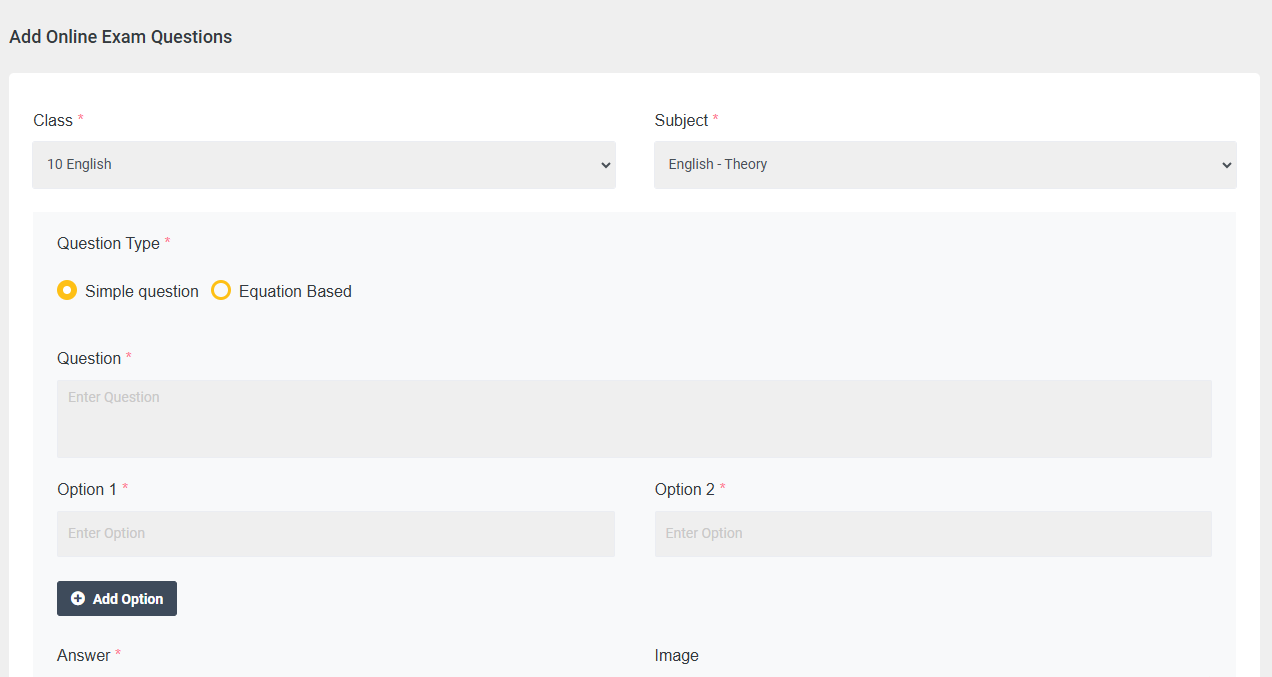 Add Online Exam Questions
Class * Subject *
10 English English - Theory
Question Type *
Simple question Equation Based
Question *
Enter Question
Option 1 * Option 2 *
Enter Option Enter Option
Add Option
Answer * Image